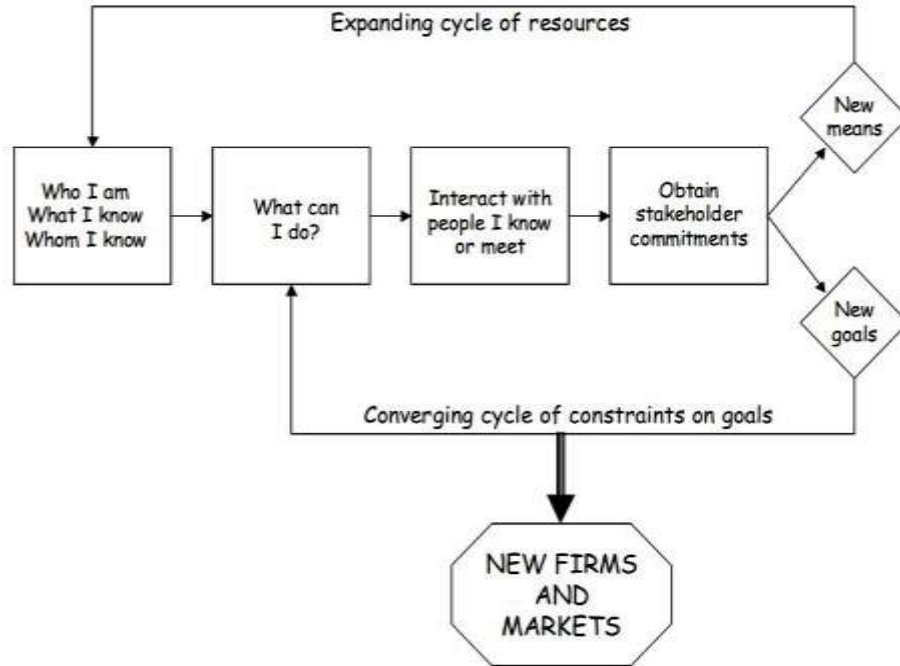 Expanding cycle of resources
New
means
Who I am
What I know
Whom I know
What can
I do?
Interact with
people I know
or meet
Obtain
stakeholder
commitments
New
goals
Converging cycle of constraints on goals
NEW FIRMS
AND
MARKETS